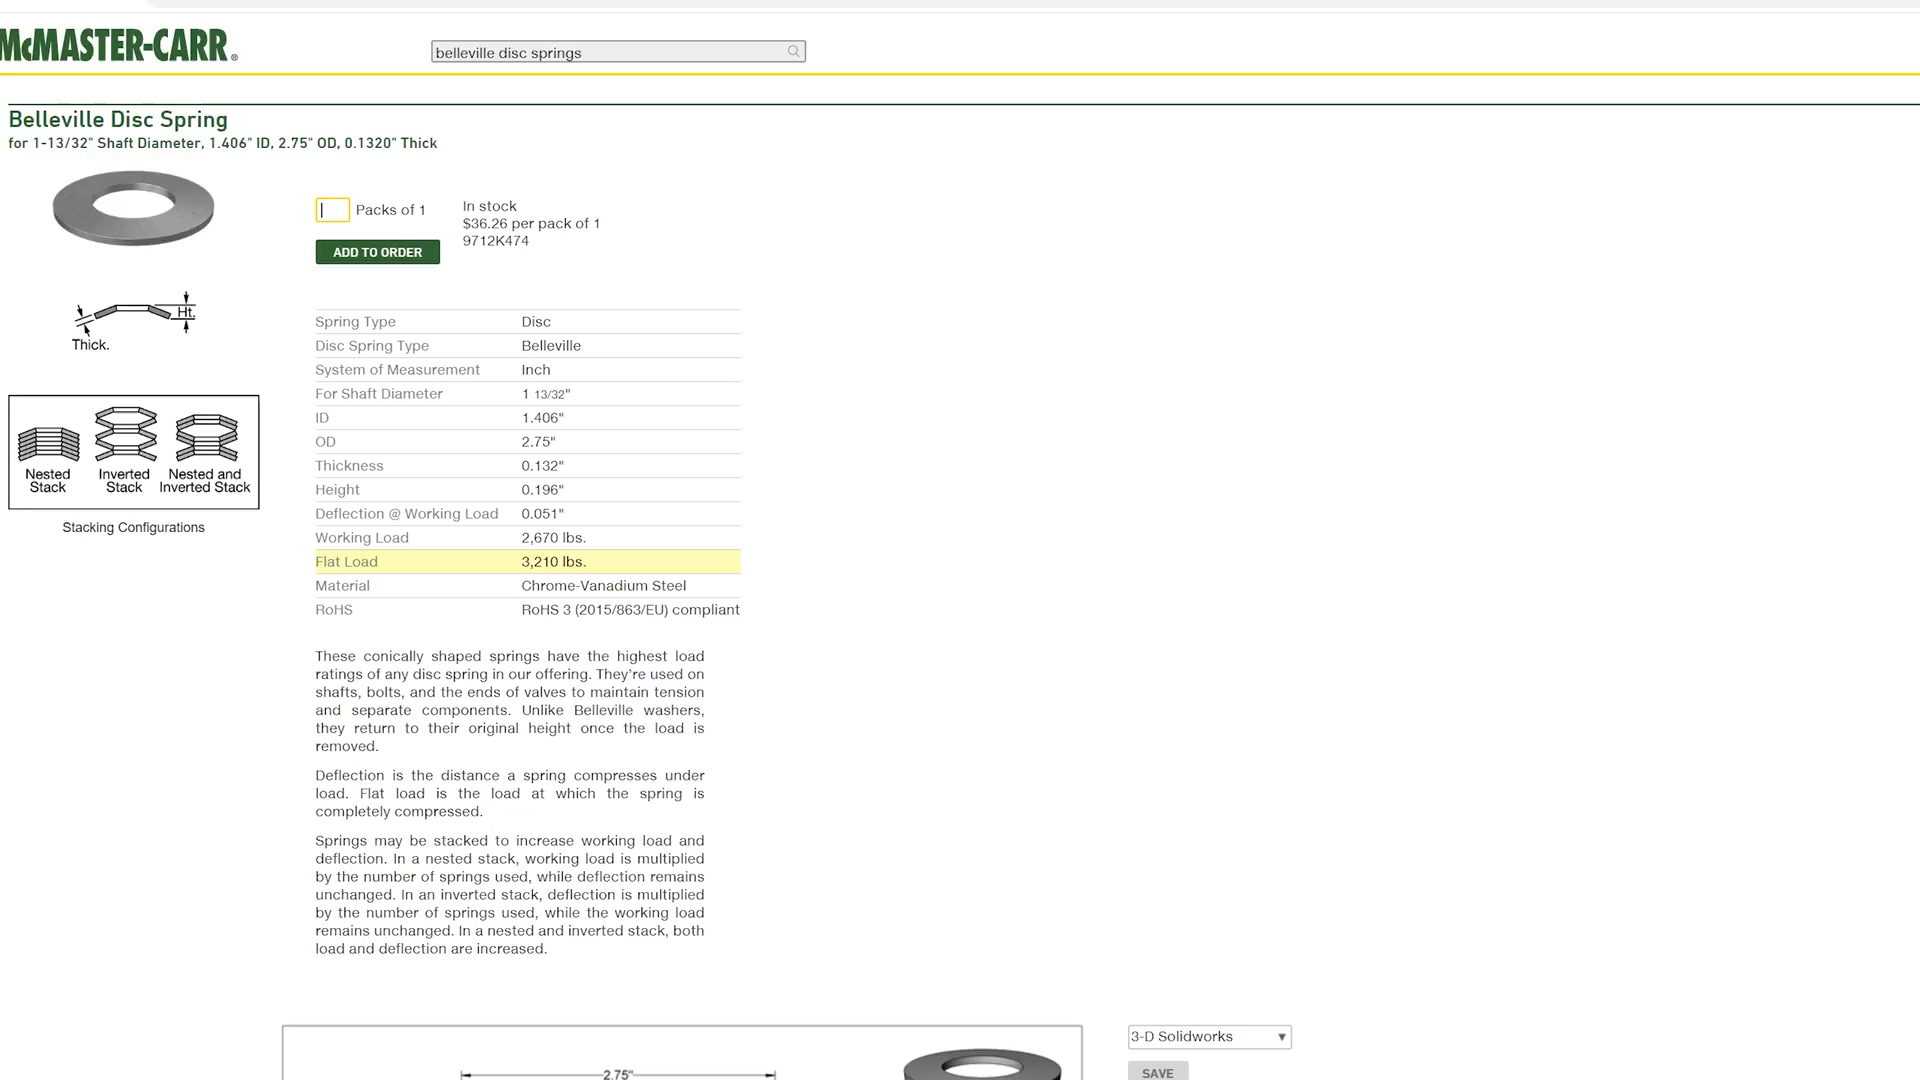 McMASTER-CARR®
belleville disc springs
Belleville Disc Spring
for 1-13/32" Shaft Diameter, 1.406" ID, 2.75" OD, 0.1320" Thick
Packs of 1
ADD TO ORDER
In stock
$36.26 per pack of 1
9712K474
Ht.
Thick.
Nested Stack
Inverted Stack
Nested and Inverted Stack
Stacking Configurations
Spring Type Disc
Disc Spring Type Belleville
System of Measurement Inch
For Shaft Diameter 1 13/32"
ID 1.406"
OD 2.75"
Thickness 0.132"
Height 0.196"
Deflection @ Working Load 0.051"
Working Load 2,670 lbs.
Flat Load 3,210 lbs.
Material Chrome-Vanadium Steel
RoHS RoHS 3 (2015/863/EU) compliant
These conically shaped springs have the highest load
ratings of any disc spring in our offering. They're used on
shafts, bolts, and the ends of valves to maintain tension
and separate components. Unlike Belleville washers,
they return to their original height once the load is
removed.
Deflection is the distance a spring compresses under
load. Flat load is the load at which the spring is
completely compressed.
Springs may be stacked to increase working load and
deflection. In a nested stack, working load is multiplied
by the number of springs used, while deflection remains
unchanged. In an inverted stack, deflection is multiplied
by the number of springs used, while the working load
remains unchanged. In a nested and inverted stack, both
load and deflection are increased.
2.75"
3-D Solidworks
SAVE